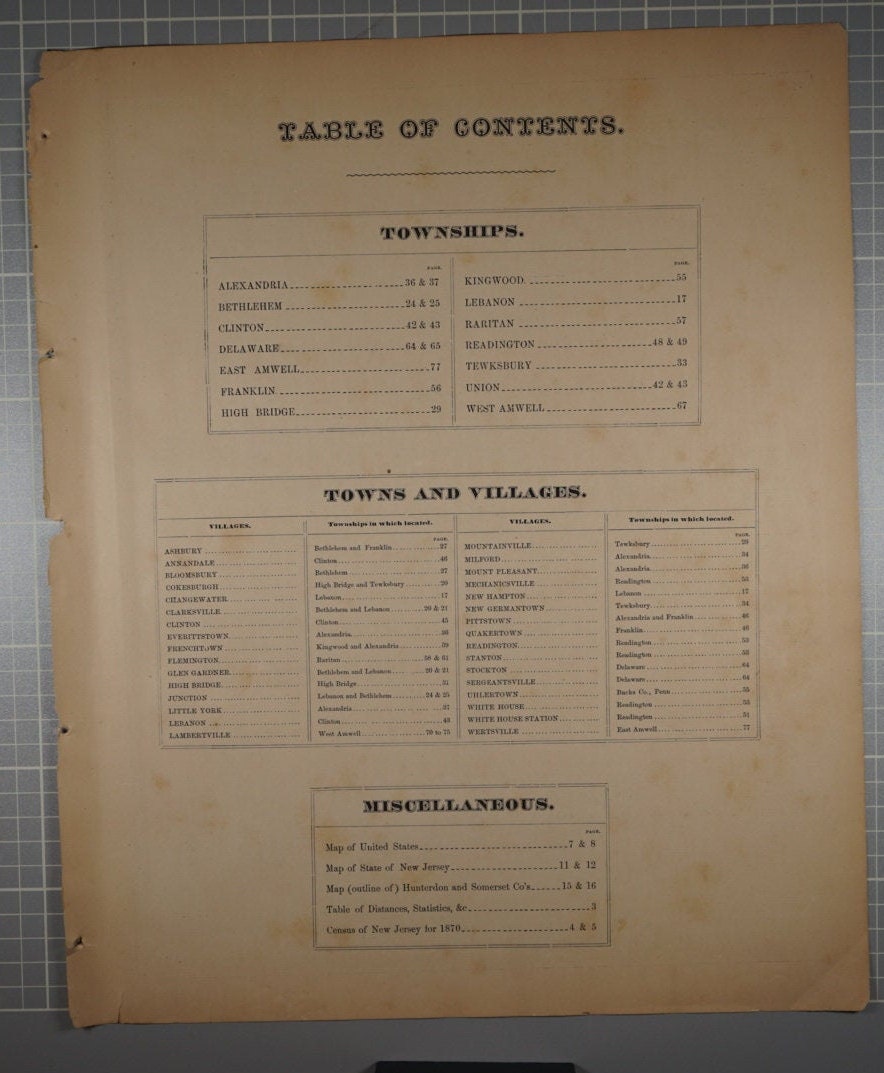 TABLE OF CONTENTS.
TOWNSHIPS.
PAGE.
ALEXANDRIA 36 & 37
BETHLEHEM 24 & 25
CLINTON 42 & 43
DELAWARE 64 & 65
EAST AMWELL 77
FRANKLIN 56
HIGH BRIDGE 29
PAGE.
KINGWOOD. 55
LEBANON 17
RARITAN 57
READINGTON 48 & 49
TEWKSBURY 33
UNION 42 & 43
WEST AMWELL 67
TOWNS AND VILLAGES.
VILLAGES. Townships in which located.
PAGE.
ASHBURY Bethlehem and Franklin 27
ANNANDALE Clinton 46
BLOOMSBURY Bethlehem 27
COKESBURGH High Bridge and Tewksbury 20
CHANGEWATER Lebanon 17
CLARKSVILLE Bethlehem and Lebanon 20 & 21
CLINTON Clinton 45
EVERITTSTOWN Alexandria
FRENCHTOWN Kingwood and Alexandria 39
FLEMINGTON Raritan 58 & 61
GLEN GARDNER Bethlehem and Lebanon 20 & 21
HIGH BRIDGE High Bridge 31
JUNCTION Lebanon and Bethlehem 24 & 25
LITTLE YORK Alexandria 37
LEBANON Clinton 43
LAMBERTVILLE West Amwell 70 to 75
VILLAGES. Townships in which located.
PAGE.
MOUNTAINVILLE Tewksbury
MILFORD Alexandria 34
MOUNT PLEASANT Alexandria 36
MECHANICSVILLE Readington 53
NEW HAMPTON Lebanon 17
NEW GERMANTOWN Tewksbury 34
PITTSTOWN Alexandria and Franklin 46
QUAKERTOWN Franklin 46
READINGTON Readington 53
STANTON Readington 53
STOCKTON Delaware 64
SERGEANTSVILLE Delaware 64
UHLERTOWN Bucks Co., Penn
WHITE HOUSE Readington 53
WHITE HOUSE STATION Readington 51
WERTSVILLE East Amwell 77
MISCELLANEOUS.
PAGE.
Map of United States 7 & 8
Map of State of New Jersey 11 & 12
Map (outline of) Hunterdon and Somerset Co's 15 & 16
Table of Distances, Statistics, &c 3
Census of New Jersey for 1870 4 & 5